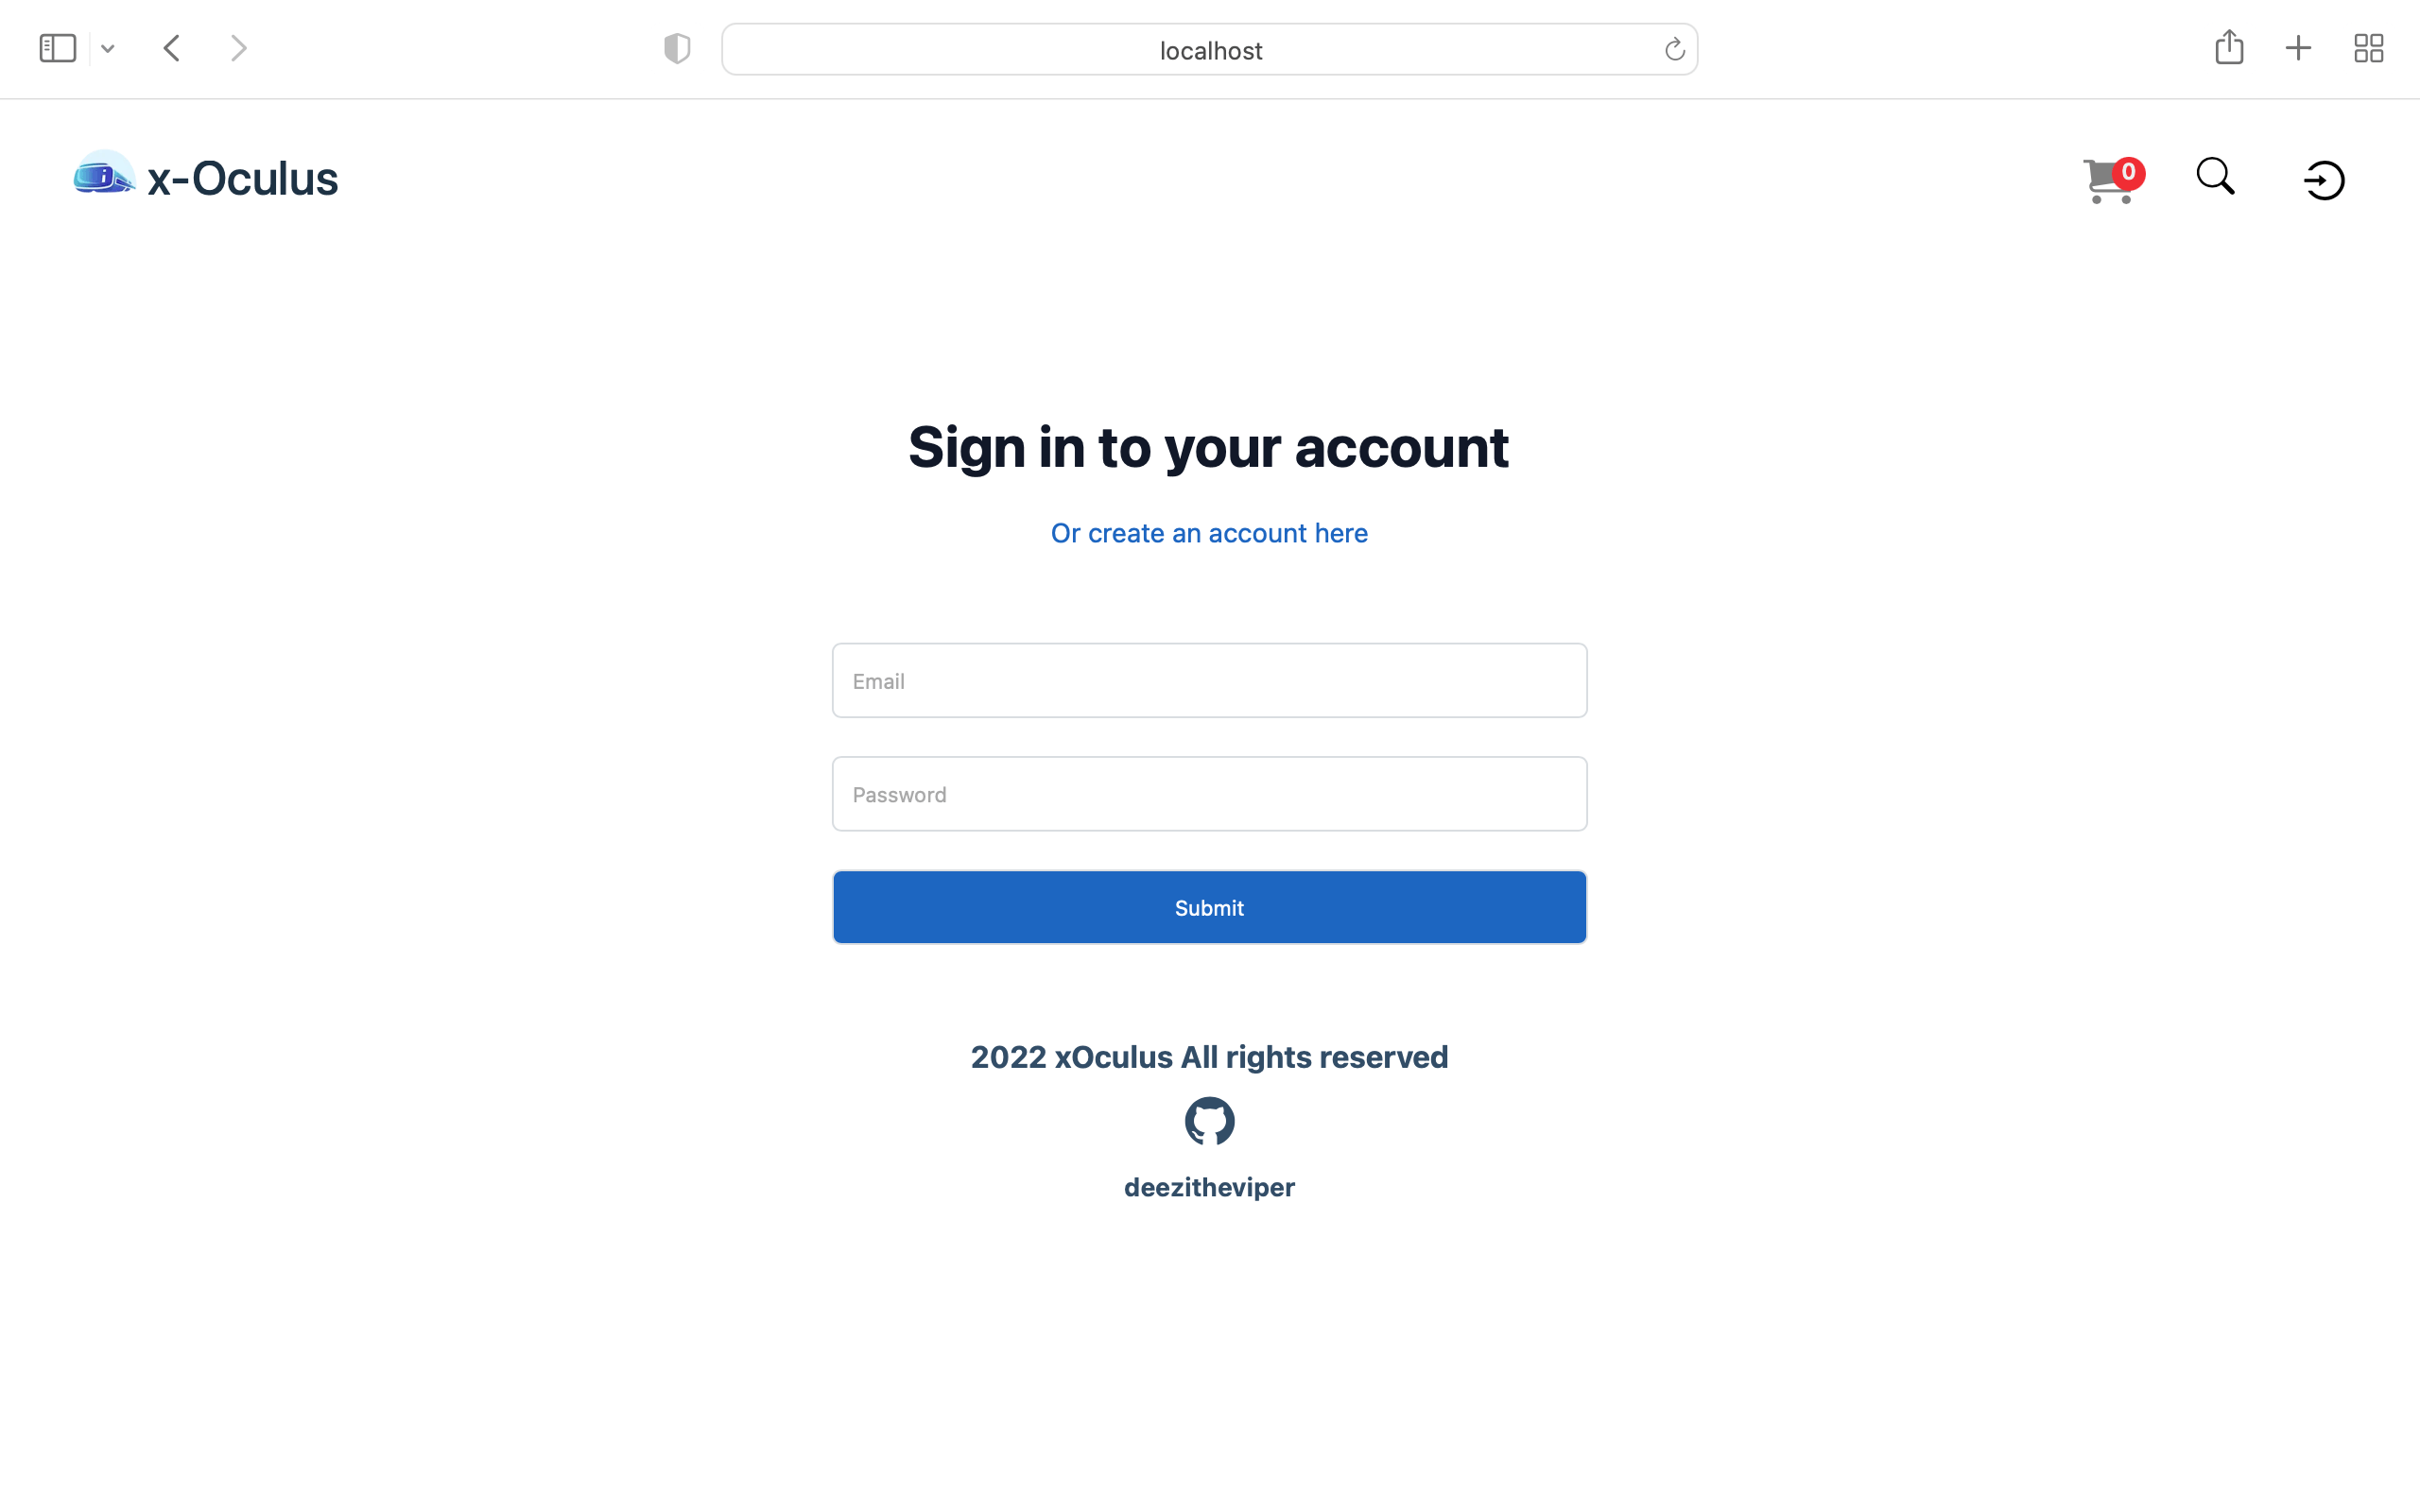 localhost
x-Oculus
0
Sign in to your account
Or create an account here
Email
Password
Submit
2022 xOculus All rights reserved
deezitheviper